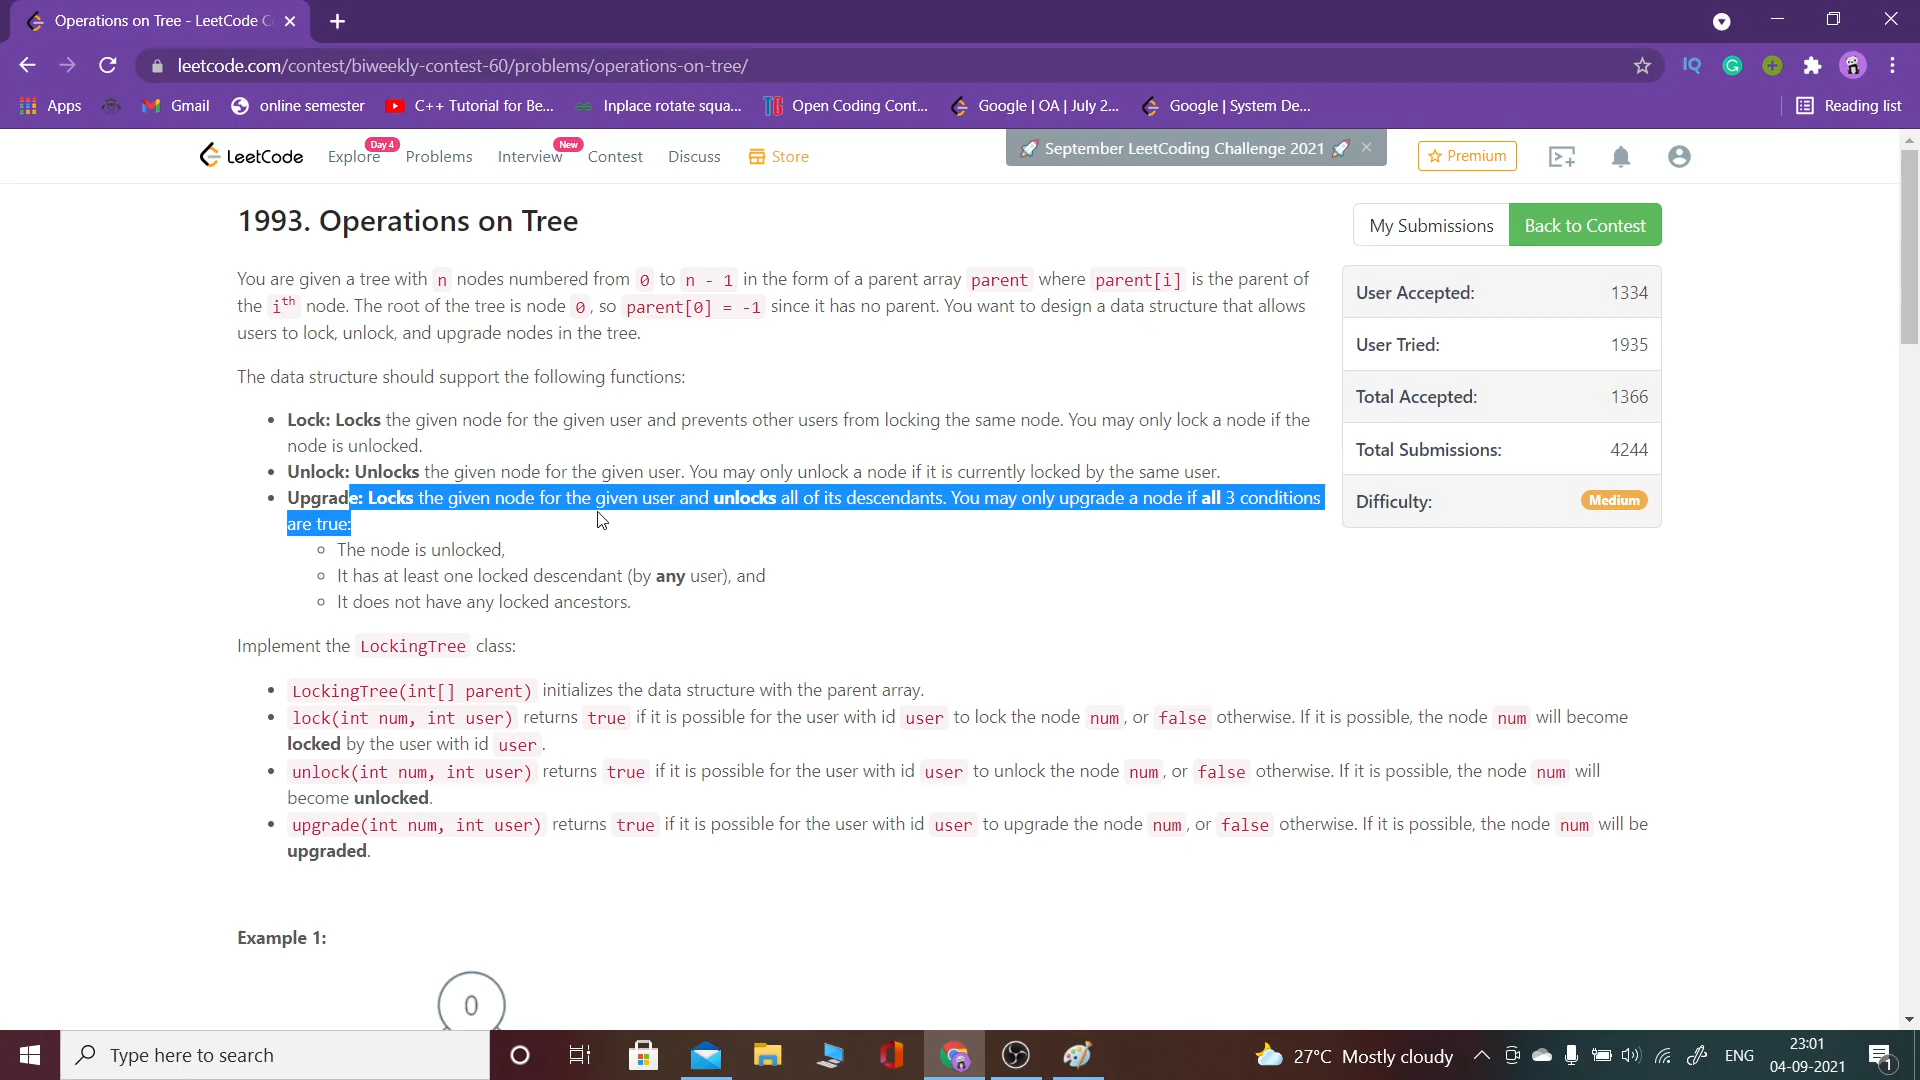 Operations on Tree - LeetCode C
leetcode.com/contest/biweekly-contest-60/problems/operations-on-tree/
Apps Gmail online semester C++ Tutorial for Be... Inplace rotate squa... Open Coding Cont... Google | OA | July 2... Google | System De... Reading list
LeetCode Explore Day 4 Problems Interview New Contest Discuss Store 🚀 September LeetCoding Challenge 2021 🚀 × Premium
1993. Operations on Tree
My Submissions Back to Contest
You are given a tree with n nodes numbered from 0 to n - 1 in the form of a parent array parent where parent[i] is the parent of
the ith node. The root of the tree is node 0, so parent[0] = -1 since it has no parent. You want to design a data structure that allows
users to lock, unlock, and upgrade nodes in the tree.
User Accepted: 1334
User Tried: 1935
Total Accepted: 1366
Total Submissions: 4244
Difficulty: Medium
The data structure should support the following functions:
• Lock: Locks the given node for the given user and prevents other users from locking the same node. You may only lock a node if the
node is unlocked.
• Unlock: Unlocks the given node for the given user. You may only unlock a node if it is currently locked by the same user.
• Upgrade: Locks the given node for the given user and unlocks all of its descendants. You may only upgrade a node if all 3 conditions
are true:
○ The node is unlocked,
○ It has at least one locked descendant (by any user), and
○ It does not have any locked ancestors.
Implement the LockingTree class:
• LockingTree(int[] parent) initializes the data structure with the parent array.
• lock(int num, int user) returns true if it is possible for the user with id user to lock the node num, or false otherwise. If it is possible, the node num will become
locked by the user with id user.
• unlock(int num, int user) returns true if it is possible for the user with id user to unlock the node num, or false otherwise. If it is possible, the node num will
become unlocked.
• upgrade(int num, int user) returns true if it is possible for the user with id user to upgrade the node num, or false otherwise. If it is possible, the node num will be
upgraded.
Example 1:
0
Type here to search
27°C Mostly cloudy ENG
23:01
04-09-2021
1